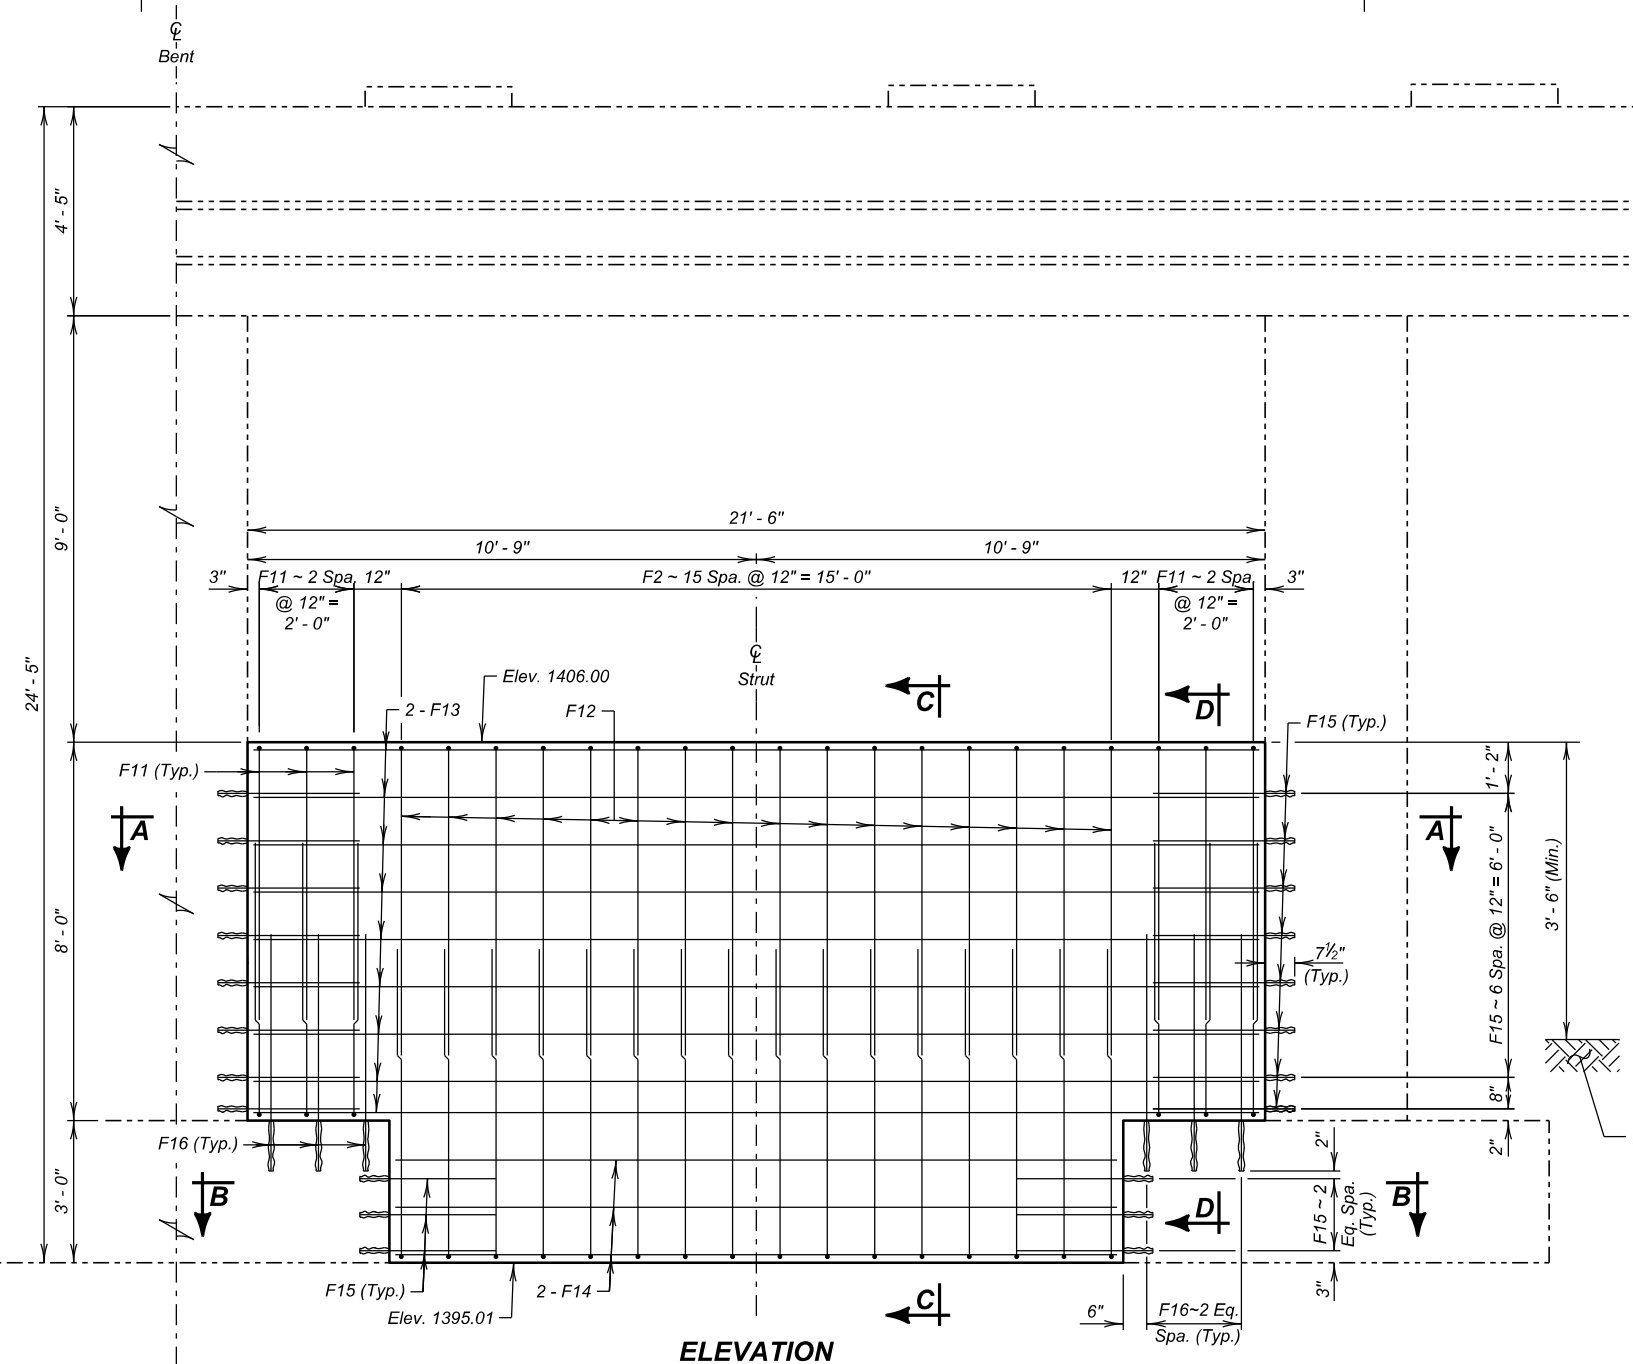 ℄
Bent
4' - 5"
9' - 0"
24' - 5"
8' - 0"
3' - 0"
21' - 6"
10' - 9"
10' - 9"
3"
F11 ~ 2 Spa.
@ 12" =
2' - 0"
12"
F2 ~ 15 Spa. @ 12" = 15' - 0"
12"
F11 ~ 2 Spa.
@ 12" =
2' - 0"
3"
℄
Strut
Elev. 1406.00
2 - F13
F12
C
D
F15 (Typ.)
F11 (Typ.)
A
A
1' - 2"
F15 ~ 6 Spa. @ 12" = 6' - 0"
3' - 6" (Min.)
7½"
(Typ.)
8"
2"
F16 (Typ.)
B
D
B
2"
F15 ~ 2
Eq. Spa.
(Typ.)
3"
F15 (Typ.)
2 - F14
Elev. 1395.01
C
6"
F16~2 Eq.
Spa. (Typ.)
ELEVATION